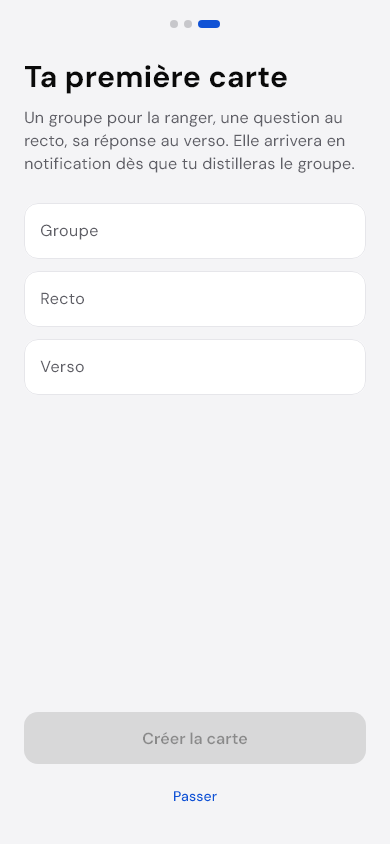 Ta première carte
Un groupe pour la ranger, une question au
recto, sa réponse au verso. Elle arrivera en
notification dès que tu distilleras le groupe.
Groupe
Recto
Verso
Créer la carte
Passer